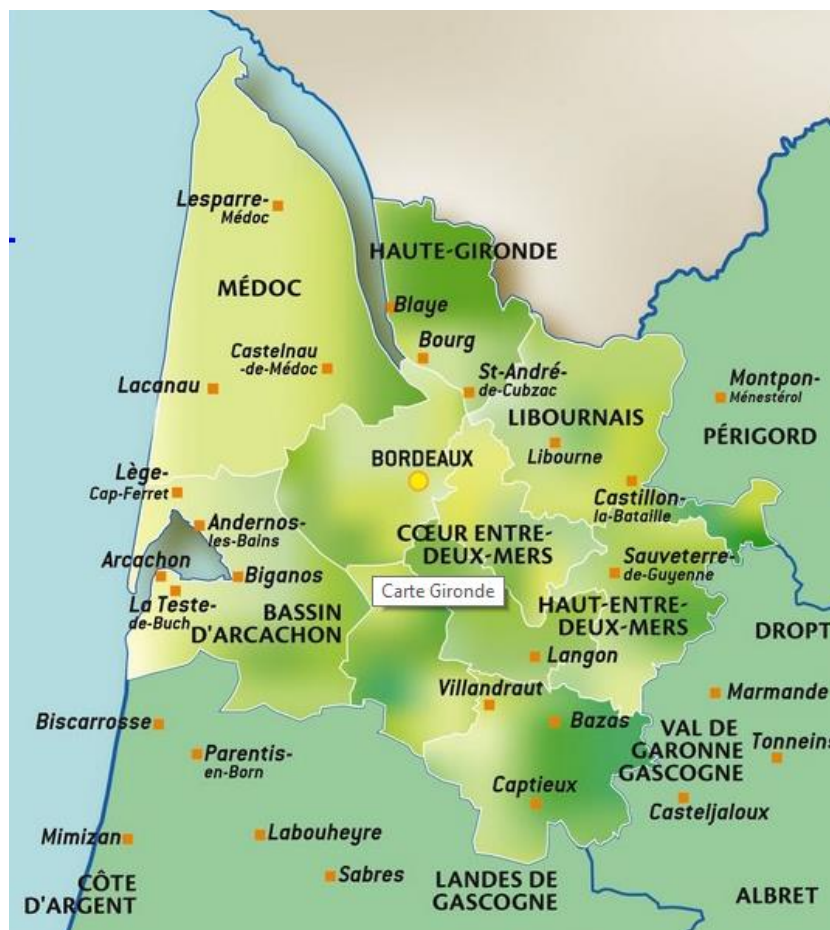 Lesparre-
Médoc
HAUTE-GIRONDE
MÉDOC
Blaye
Bourg
Castelnau
-de-Médoc
St-André-
de-Cubzac
Lacanau
Montpon-
Ménestérol
LIBOURNAIS
PÉRIGORD
BORDEAUX
Libourne
Lège-
Cap-Ferret
Castillon-
la-Bataille
Andernos-
les-Bains
CŒUR ENTRE-
DEUX-MERS
Arcachon
Biganos
Sauveterre-
de-Guyenne
Carte Gironde
La Teste-
de-Buch
BASSIN
D'ARCACHON
HAUT-ENTRE-
DEUX-MERS
DROPT
Langon
Villandraut
Marmande
Biscarrosse
Bazas
VAL DE
GARONNE
GASCOGNE
Tonneins
Parentis-
en-Born
Captieux
Casteljaloux
Mimizan
Labouheyre
Sabres
CÔTE
D'ARGENT
LANDES DE
GASCOGNE
ALBRET